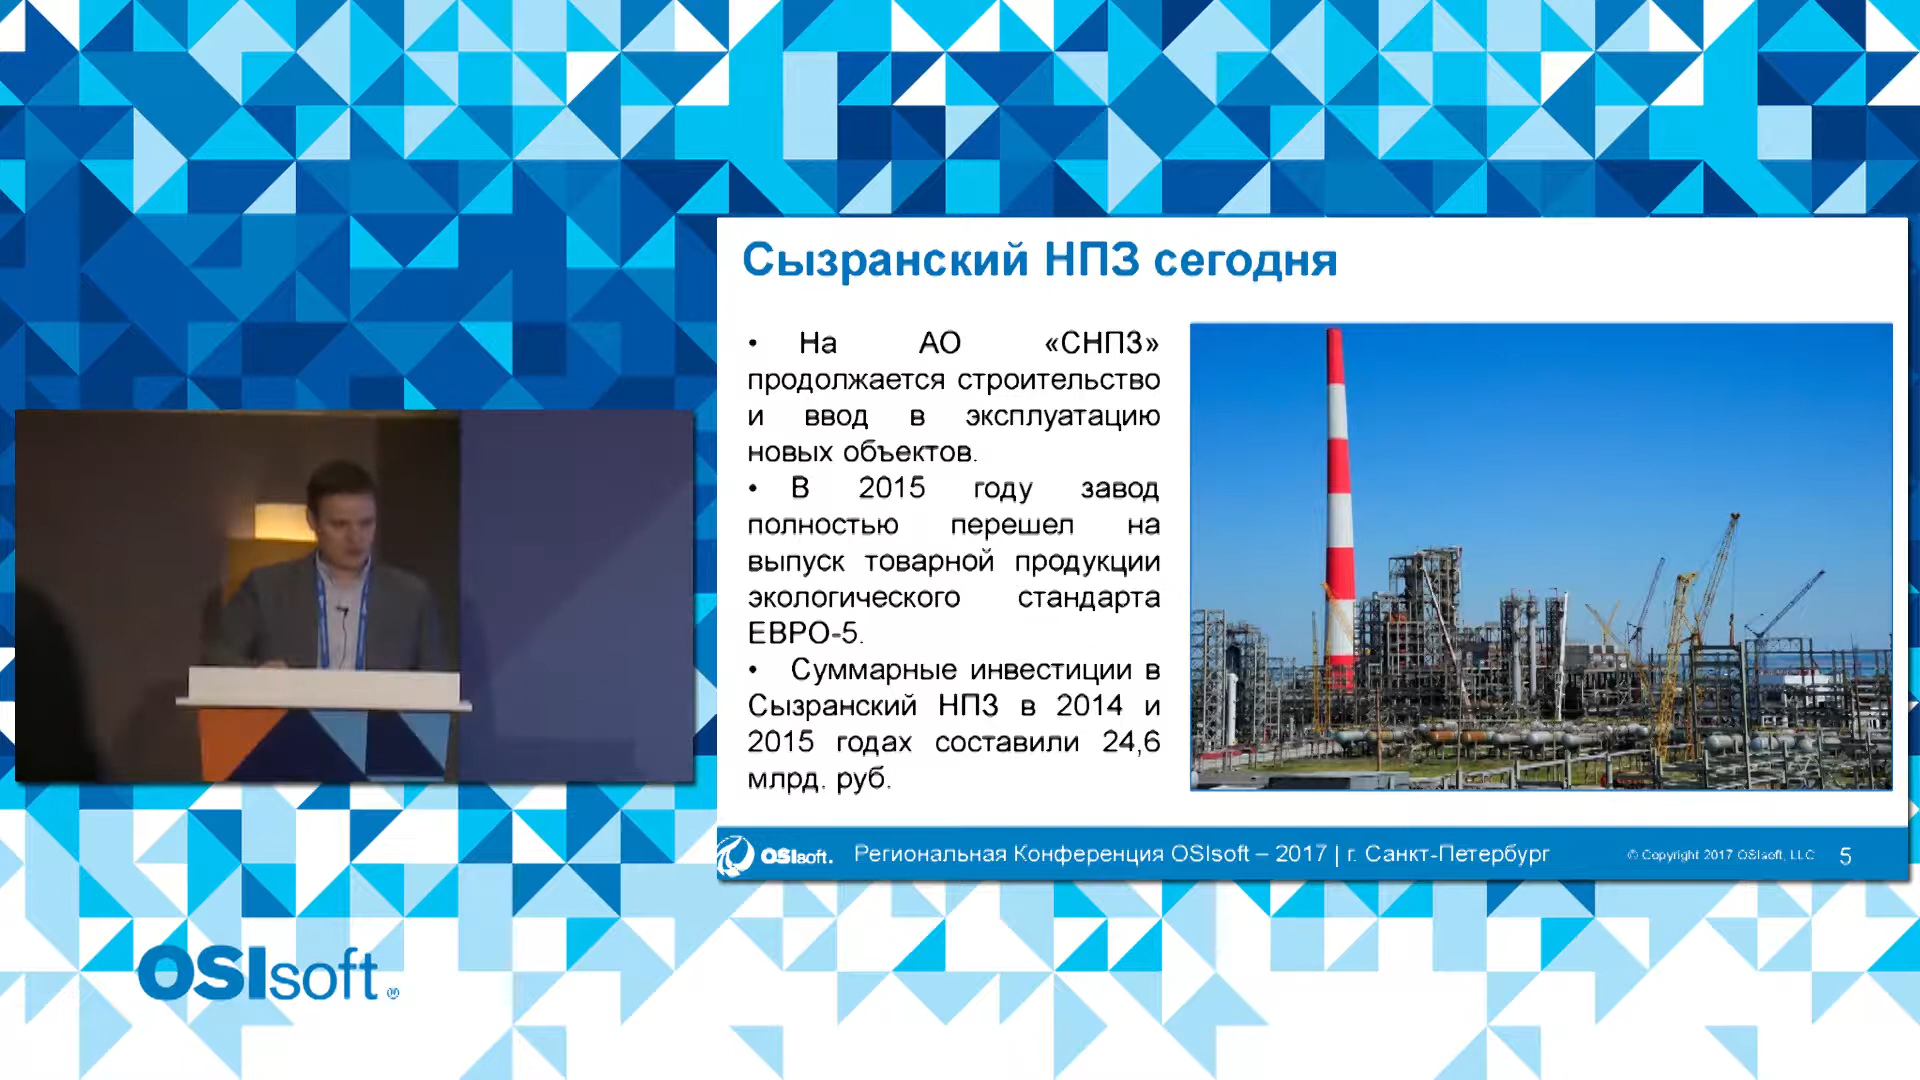 Сызранский НПЗ сегодня
• На АО «СНПЗ»
продолжается строительство
и ввод в эксплуатацию
новых объектов.
• В 2015 году завод
полностью перешел на
выпуск товарной продукции
экологического стандарта
ЕВРО-5.
• Суммарные инвестиции в
Сызранский НПЗ в 2014 и
2015 годах составили 24,6
млрд. руб.
OSIsoft. Региональная Конференция OSIsoft – 2017 | г. Санкт-Петербург © Copyright 2017 OSIsoft, LLC 5
OSIsoft®